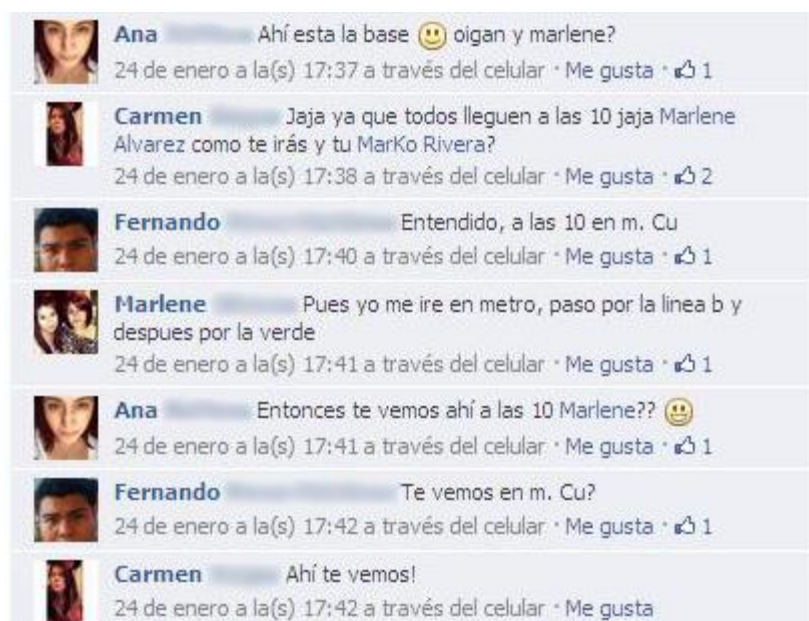 Ana Ahí esta la base oigan y marlene?
24 de enero a la(s) 17:37 a través del celular · Me gusta · 1
Carmen Jaja ya que todos lleguen a las 10 jaja Marlene
Alvarez como te irás y tu MarKo Rivera?
24 de enero a la(s) 17:38 a través del celular · Me gusta · 2
Fernando Entendido, a las 10 en m. Cu
24 de enero a la(s) 17:40 a través del celular · Me gusta · 1
Marlene Pues yo me ire en metro, paso por la linea b y
despues por la verde
24 de enero a la(s) 17:41 a través del celular · Me gusta · 1
Ana Entonces te vemos ahí a las 10 Marlene??
24 de enero a la(s) 17:41 a través del celular · Me gusta · 1
Fernando Te vemos en m. Cu?
24 de enero a la(s) 17:42 a través del celular · Me gusta · 1
Carmen Ahí te vemos!
24 de enero a la(s) 17:42 a través del celular · Me gusta